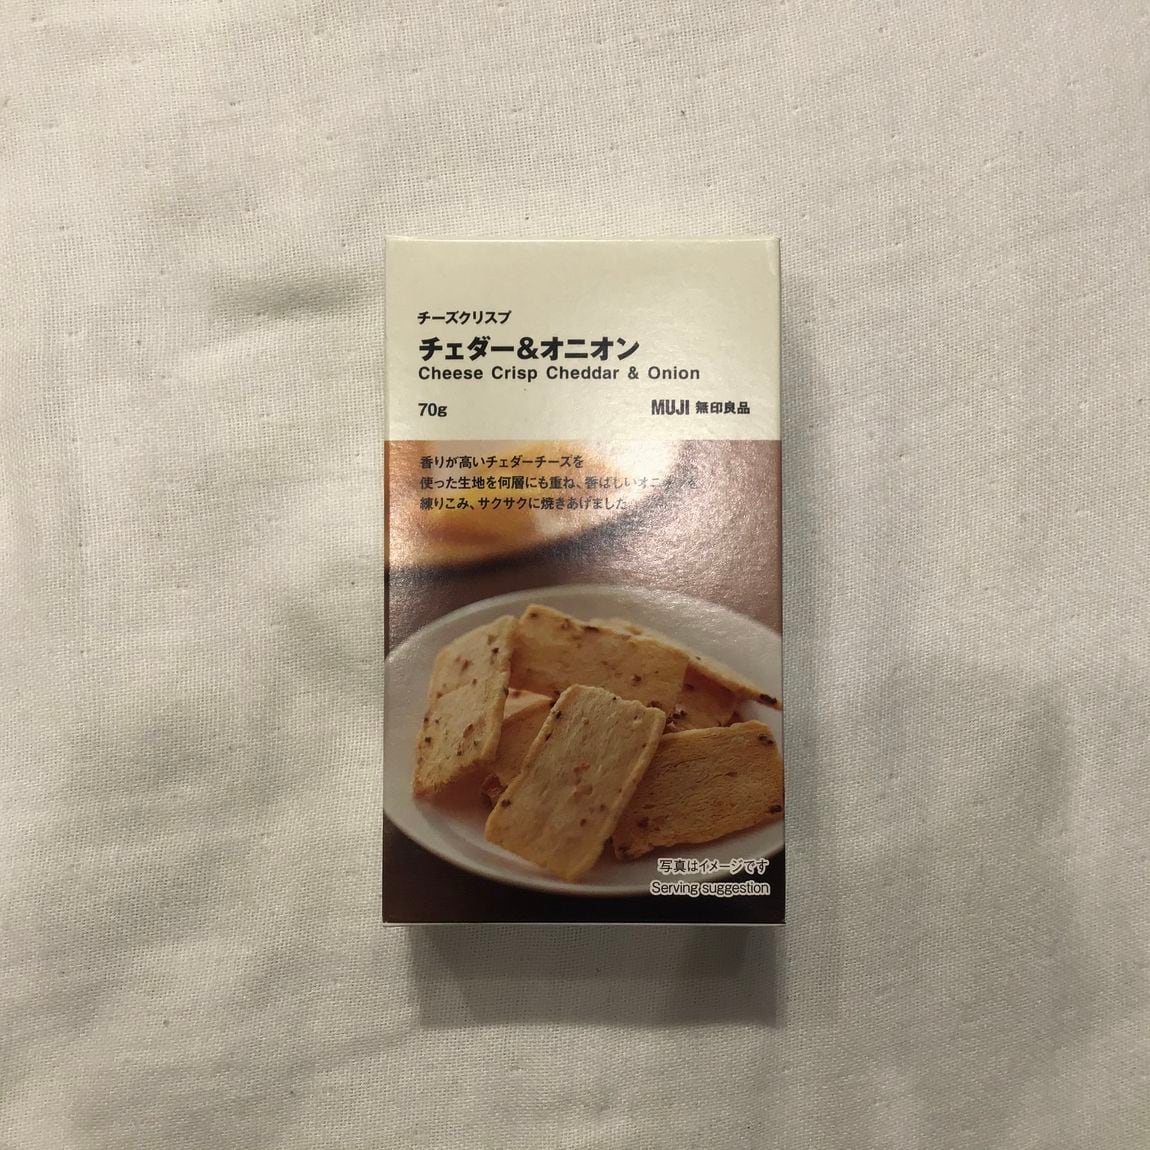 チーズクリスプ
チェダー&オニオン
Cheese Crisp Cheddar & Onion
70g
MUJI 無印良品
香りが高いチェダーチーズを
使った生地を何層にも重ね、香ばしいオニオンを
練りこみ、サクサクに焼きあげました
写真はイメージです
Serving suggestion